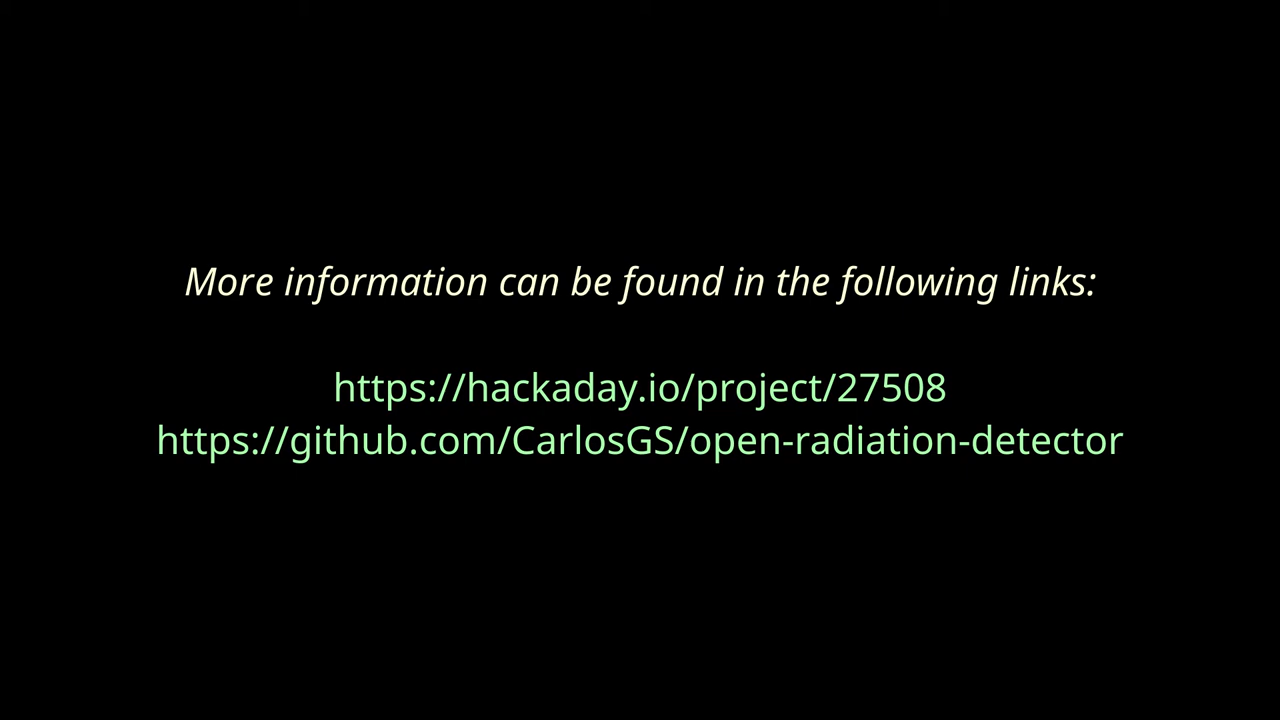 More information can be found in the following links:
https://hackaday.io/project/27508
https://github.com/CarlosGS/open-radiation-detector